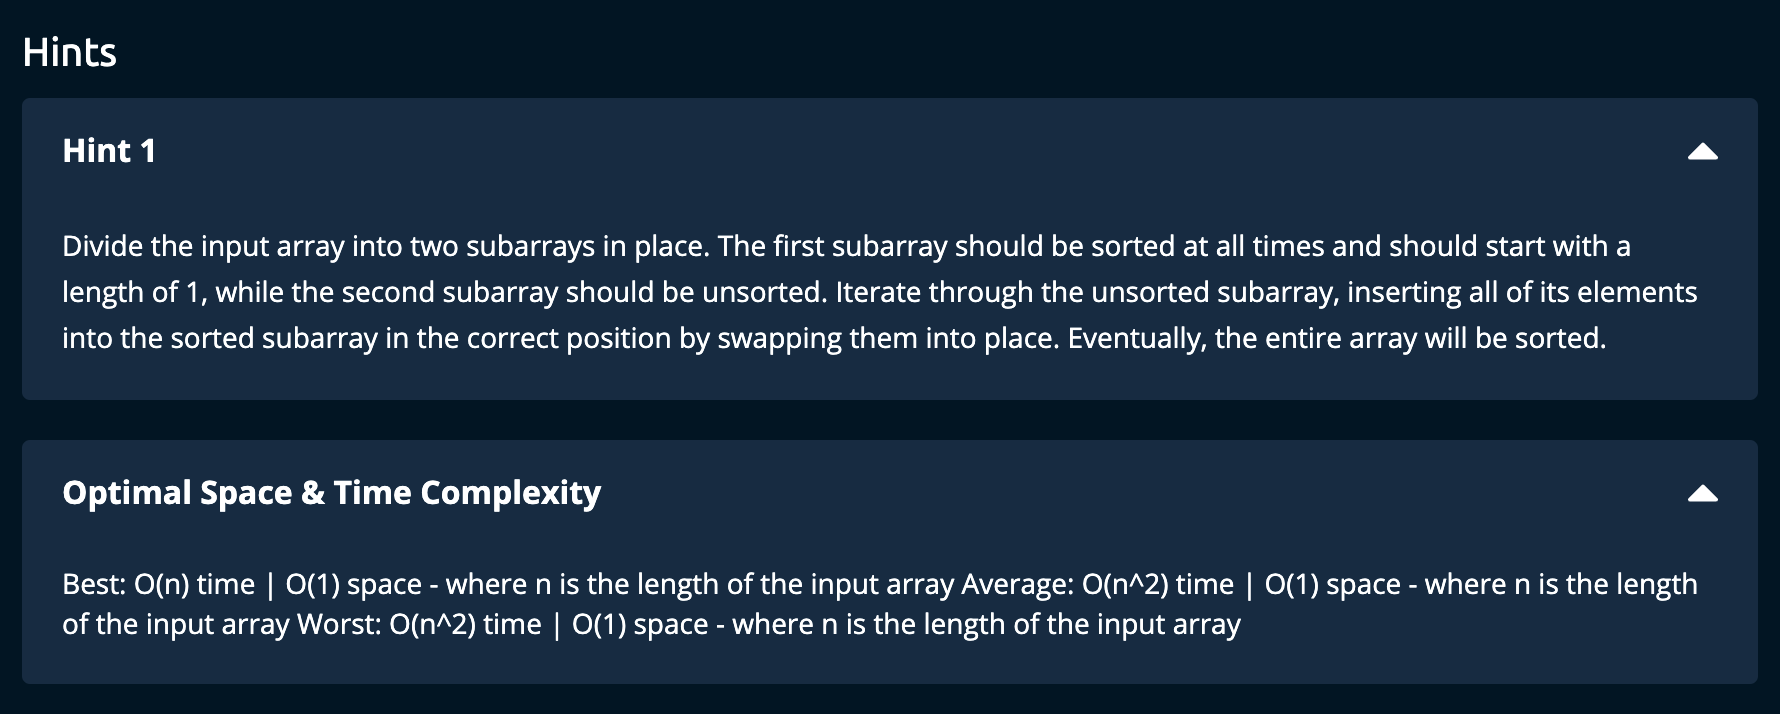 Hints
Hint 1
Divide the input array into two subarrays in place. The first subarray should be sorted at all times and should start with a
length of 1, while the second subarray should be unsorted. Iterate through the unsorted subarray, inserting all of its elements
into the sorted subarray in the correct position by swapping them into place. Eventually, the entire array will be sorted.
Optimal Space & Time Complexity
Best: O(n) time | O(1) space - where n is the length of the input array Average: O(n^2) time | O(1) space - where n is the length
of the input array Worst: O(n^2) time | O(1) space - where n is the length of the input array